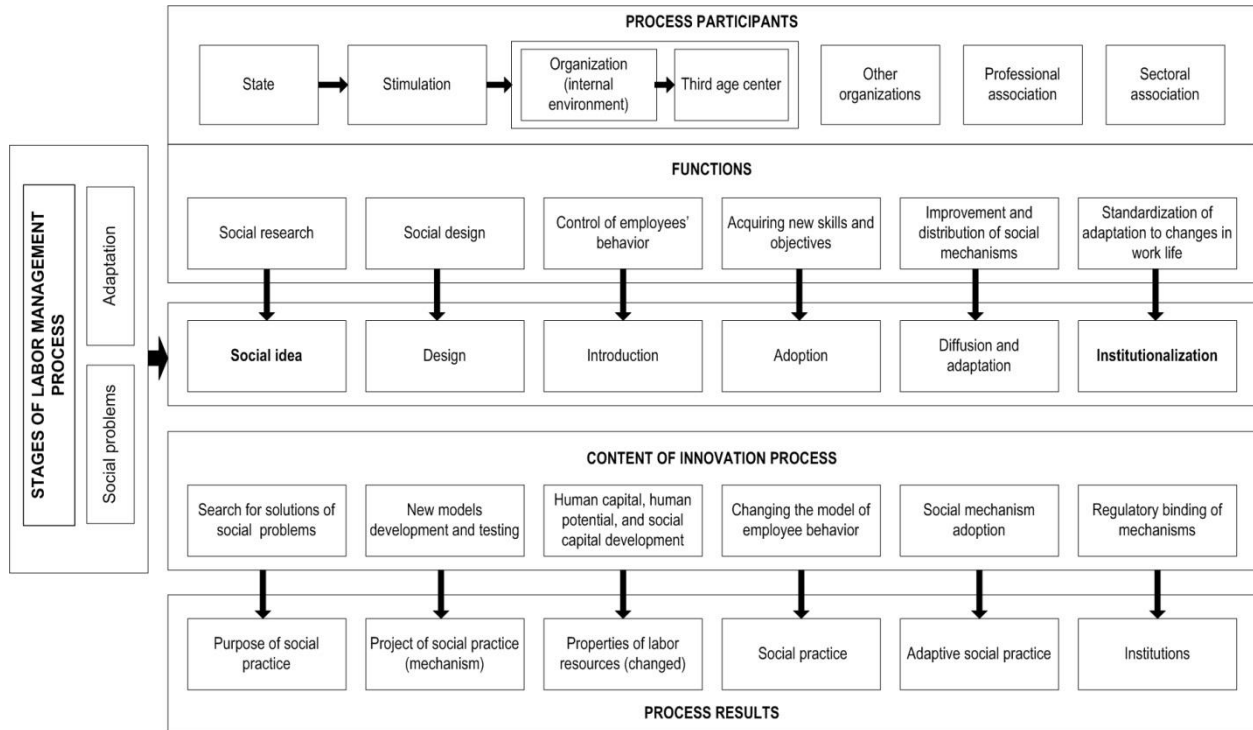 PROCESS PARTICIPANTS
State
Stimulation
Organization
(internal
environment)
Third age center
Other
organizations
Professional
association
Sectoral
association
STAGES OF LABOR MANAGEMENT
PROCESS
Adaptation
Social problems
FUNCTIONS
Social research
Social design
Control of employees’
behavior
Acquiring new skills and
objectives
Improvement and
distribution of social
mechanisms
Standardization of
adaptation to changes in
work life
Social idea
Design
Introduction
Adoption
Diffusion and
adaptation
Institutionalization
CONTENT OF INNOVATION PROCESS
Search for solutions of
social problems
New models
development and testing
Human capital, human
potential, and social
capital development
Changing the model of
employee behavior
Social mechanism
adoption
Regulatory binding of
mechanisms
Purpose of social
practice
Project of social practice
(mechanism)
Properties of labor
resources (changed)
Social practice
Adaptive social practice
Institutions
PROCESS RESULTS